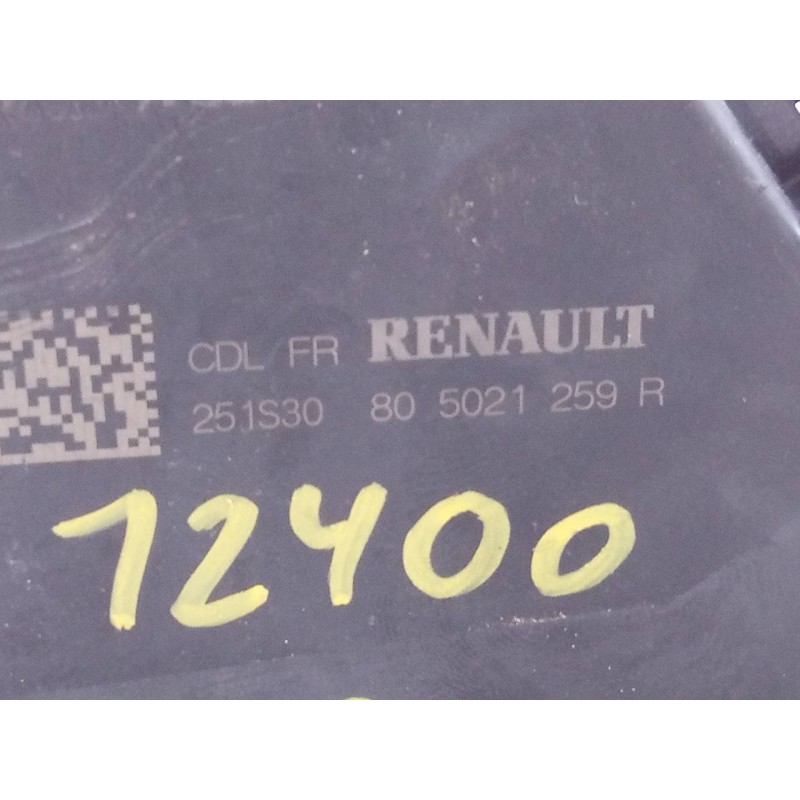 CDL FR RENAULT
251S30 80 5021 259 R
12400